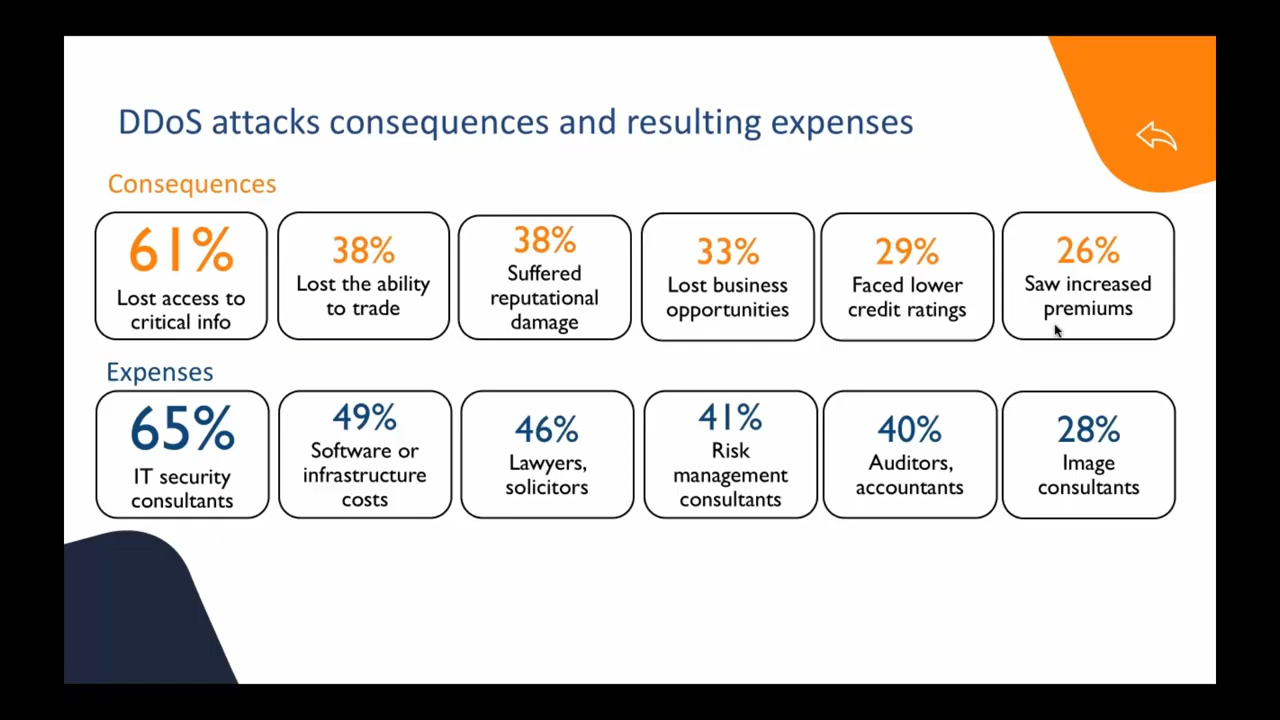 DDoS attacks consequences and resulting expenses
Consequences
61%
Lost access to
critical info
38%
Lost the ability
to trade
38%
Suffered
reputational
damage
33%
Lost business
opportunities
29%
Faced lower
credit ratings
26%
Saw increased
premiums
Expenses
65%
IT security
consultants
49%
Software or
infrastructure
costs
46%
Lawyers,
solicitors
41%
Risk
management
consultants
40%
Auditors,
accountants
28%
Image
consultants